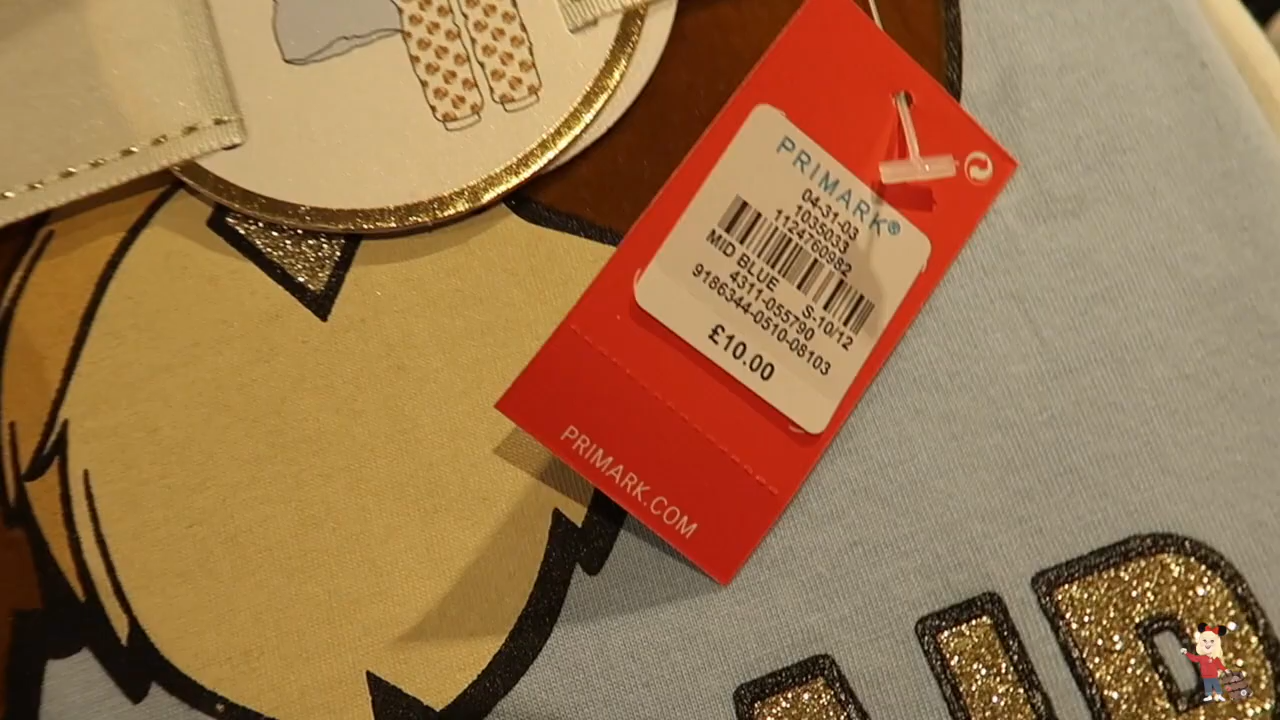 PRIMARK®
04-31-03
1035033
1124760982
MID BLUE S-10/12
4311-055790
9186344-0510-08103
£10.00
PRIMARK.COM